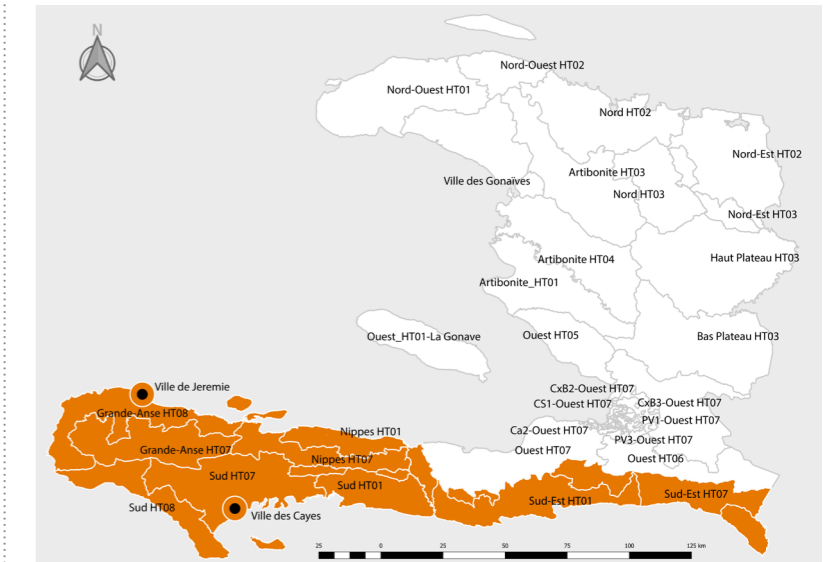 N
Nord-Ouest HT02
Nord-Ouest HT01
Nord HT02
Nord-Est HT02
Artibonite HT03
Ville des Gonaïves
Nord HT03
Nord-Est HT03
Artibonite HT04
Haut Plateau HT03
Artibonite_HT01
Ouest_HT01-La Gonave
Ouest HT05
Bas Plateau HT03
Ville de Jeremie
CxB2-Ouest HT07
CS1-Ouest HT07
CxB3-Ouest HT07
Grande-Anse HT08
PV1-Ouest HT07
Nippes HT01
Ca2-Ouest HT07
PV3-Ouest HT07
Grande-Anse HT07
Nippes HT07
Ouest HT07
Ouest HT06
Sud HT07
Sud HT01
Sud-Est HT01
Sud-Est HT07
Sud HT08
Ville des Cayes
25 0 25 50 75 100 125 km